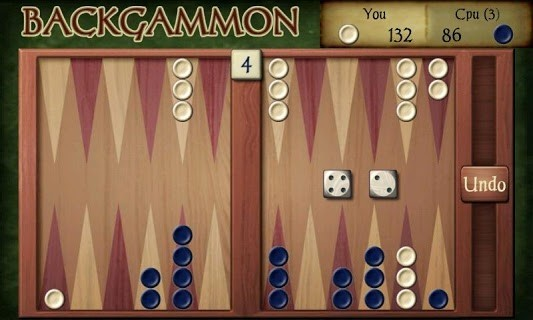 BACKGAMMON
You Cpu (3)
132 86
4
Undo